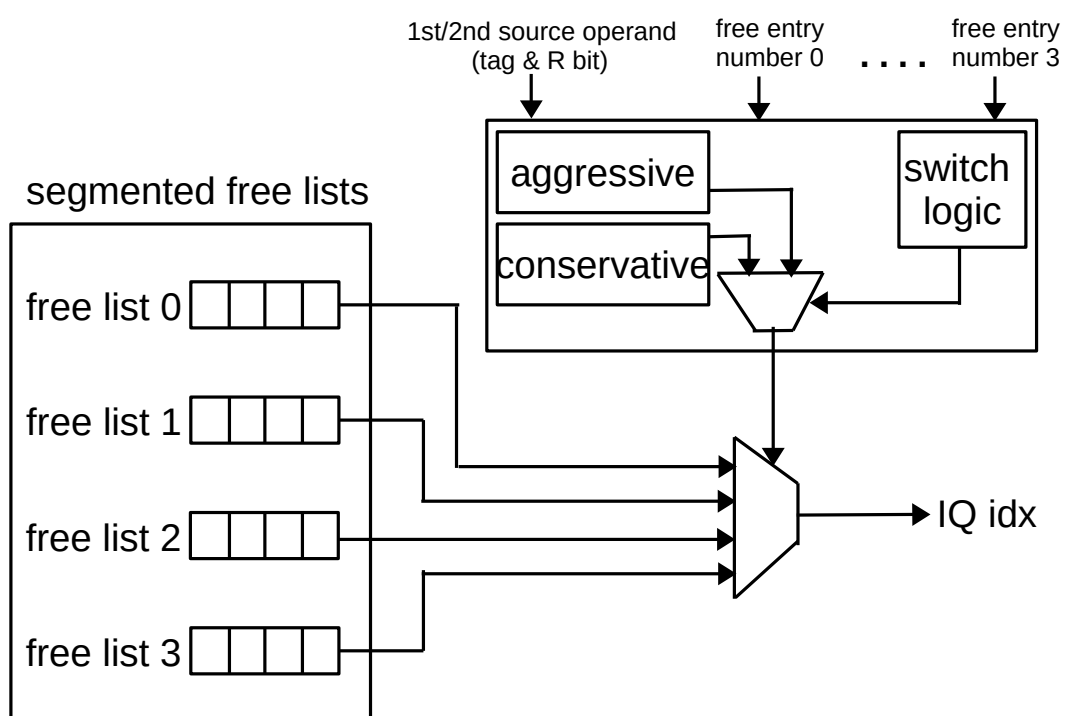 1st/2nd source operand
(tag & R bit)
free entry
number 0
. . . .
free entry
number 3
aggressive
conservative
switch
logic
segmented free lists
free list 0
free list 1
free list 2
free list 3
IQ idx